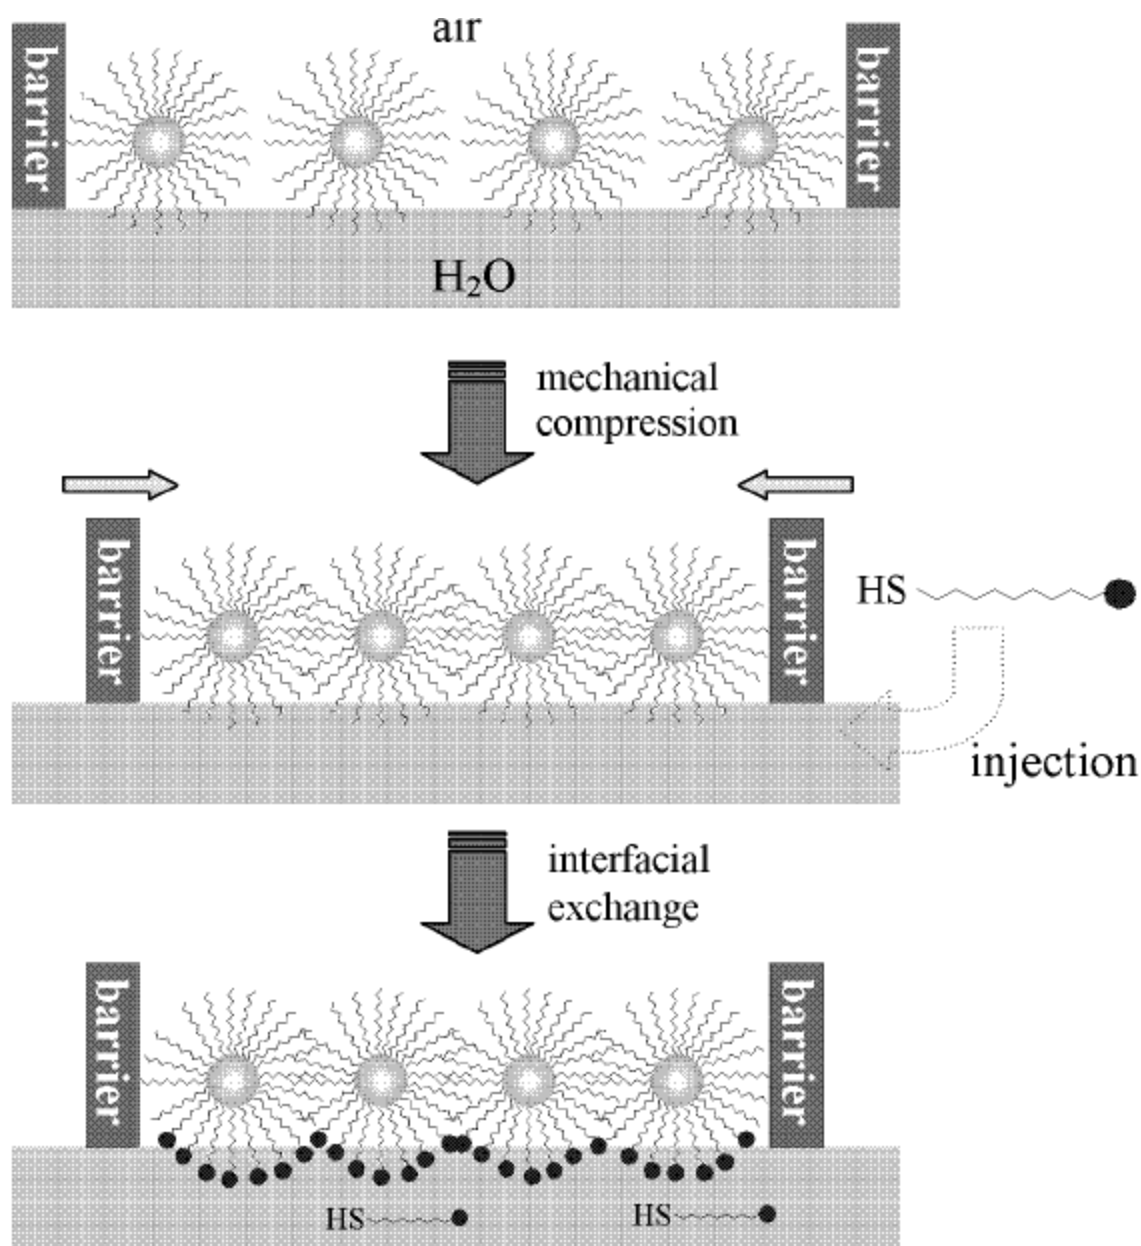 air
barrier
barrier
H₂O
mechanical
compression
barrier
barrier
HS
injection
interfacial
exchange
barrier
barrier
HS
HS